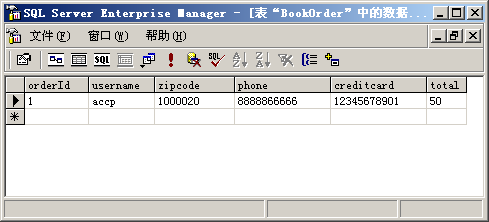 SQL Server Enterprise Manager - [表“BookOrder”中的数据...
文件(F) 窗口(W) 帮助(H)
SQL ! SQL
orderId username zipcode phone creditcard total
1 accp 1000020 8888866666 12345678901 50